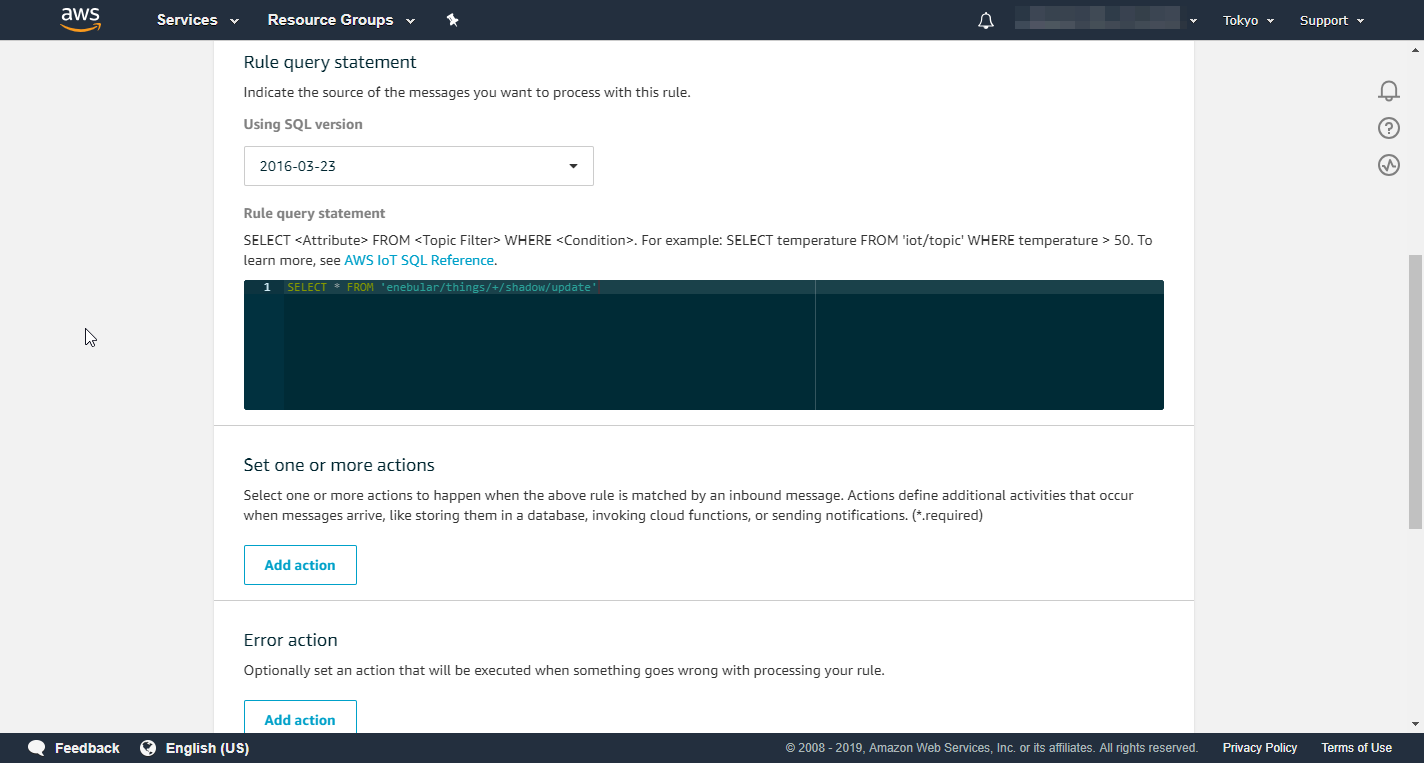 aws Services Resource Groups Tokyo Support
Rule query statement
Indicate the source of the messages you want to process with this rule.
Using SQL version
2016-03-23
Rule query statement
SELECT <Attribute> FROM <Topic Filter> WHERE <Condition>. For example: SELECT temperature FROM 'iot/topic' WHERE temperature > 50. To
learn more, see AWS IoT SQL Reference.
1 SELECT * FROM 'enebular/things/+/shadow/update'
Set one or more actions
Select one or more actions to happen when the above rule is matched by an inbound message. Actions define additional activities that occur
when messages arrive, like storing them in a database, invoking cloud functions, or sending notifications. (*.required)
Add action
Error action
Optionally set an action that will be executed when something goes wrong with processing your rule.
Add action
Feedback English (US) © 2008 - 2019, Amazon Web Services, Inc. or its affiliates. All rights reserved. Privacy Policy Terms of Use